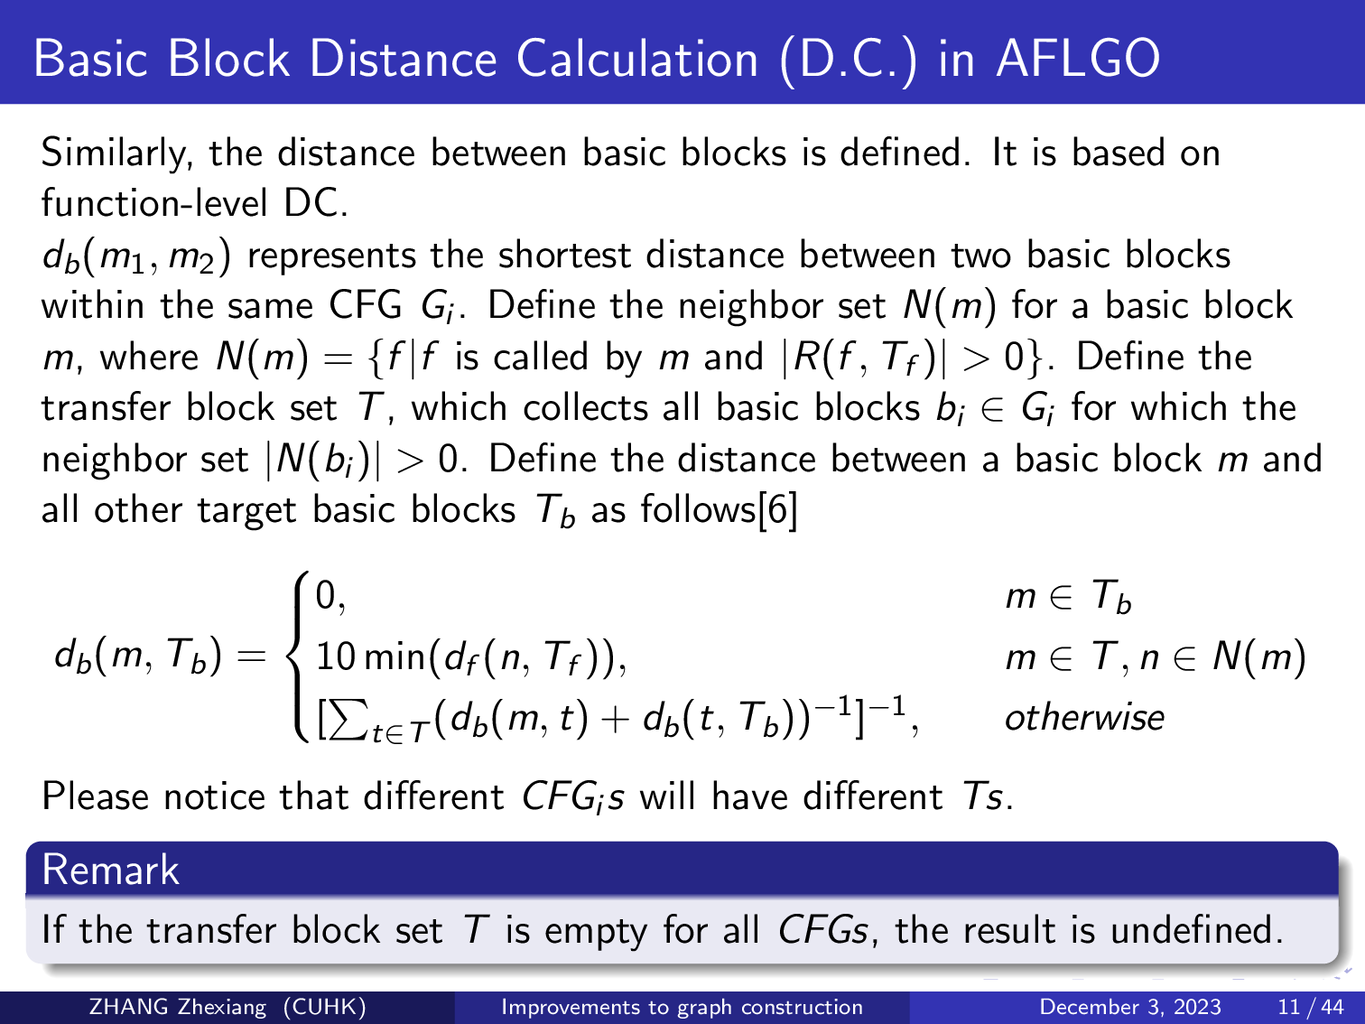 Basic Block Distance Calculation (D.C.) in AFLGO
Similarly, the distance between basic blocks is defined. It is based on
function-level DC.
d_b(m_1, m_2) represents the shortest distance between two basic blocks
within the same CFG G_i. Define the neighbor set N(m) for a basic block
m, where N(m) = {f|f is called by m and |R(f, T_f)| > 0}. Define the
transfer block set T, which collects all basic blocks b_i ∈ G_i for which the
neighbor set |N(b_i)| > 0. Define the distance between a basic block m and
all other target basic blocks T_b as follows[6]
d_b(m, T_b) = { 0, m ∈ T_b
10 min(d_f(n, T_f)), m ∈ T, n ∈ N(m)
[∑_{t∈T}(d_b(m, t) + d_b(t, T_b))^{-1}]^{-1}, otherwise
Please notice that different CFG_is will have different Ts.
Remark
If the transfer block set T is empty for all CFGs, the result is undefined.
ZHANG Zhexiang (CUHK) Improvements to graph construction December 3, 2023 11 / 44